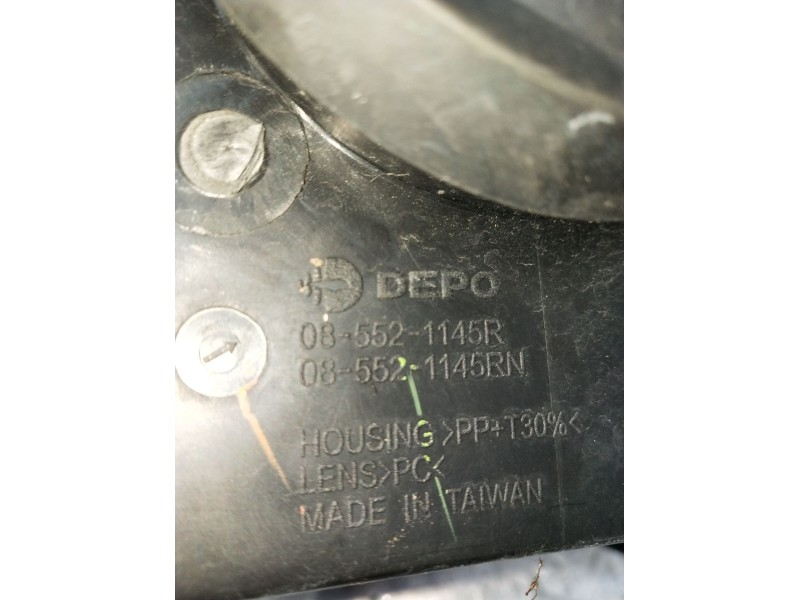 DEPO
08-552-1145R
08-552-1145RN
HOUSING >PP+T30%<
LENS>PC<
MADE IN TAIWAN